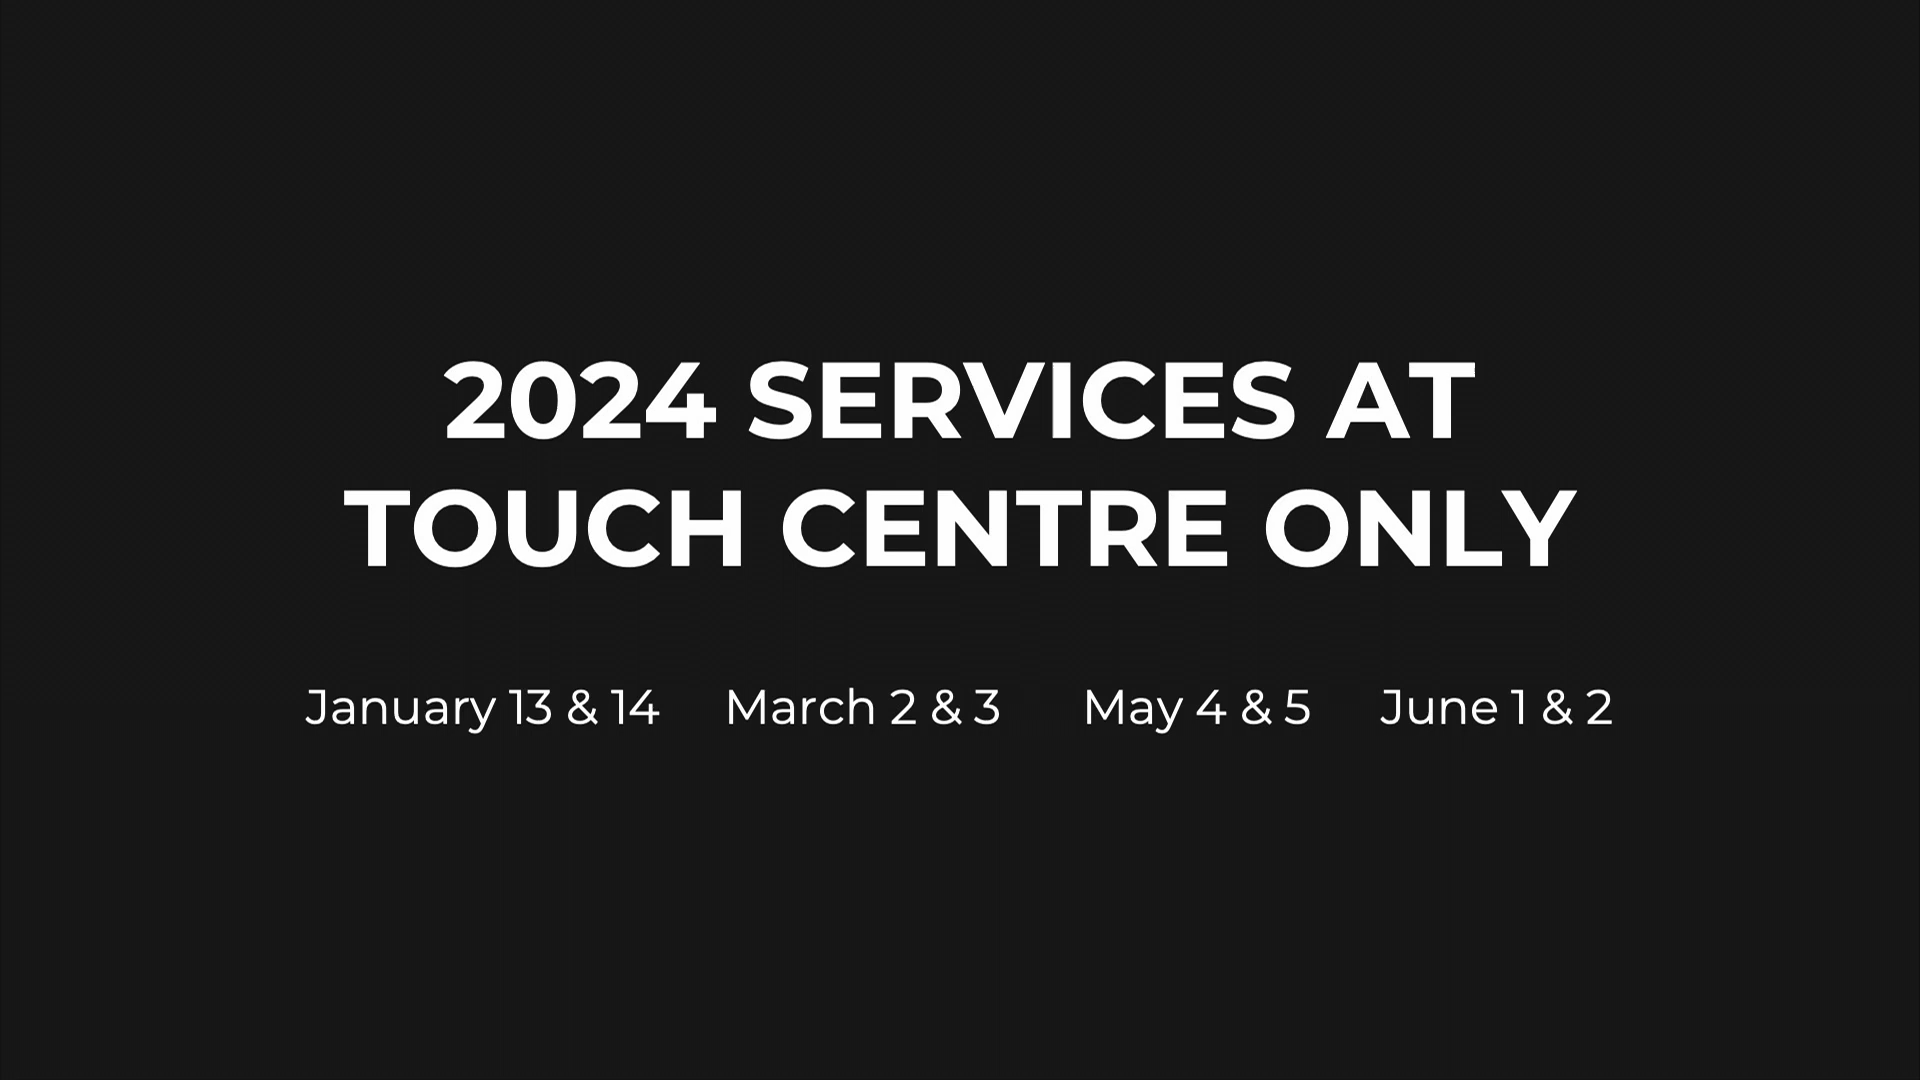 2024 SERVICES AT
TOUCH CENTRE ONLY
January 13 & 14 March 2 & 3 May 4 & 5 June 1 & 2